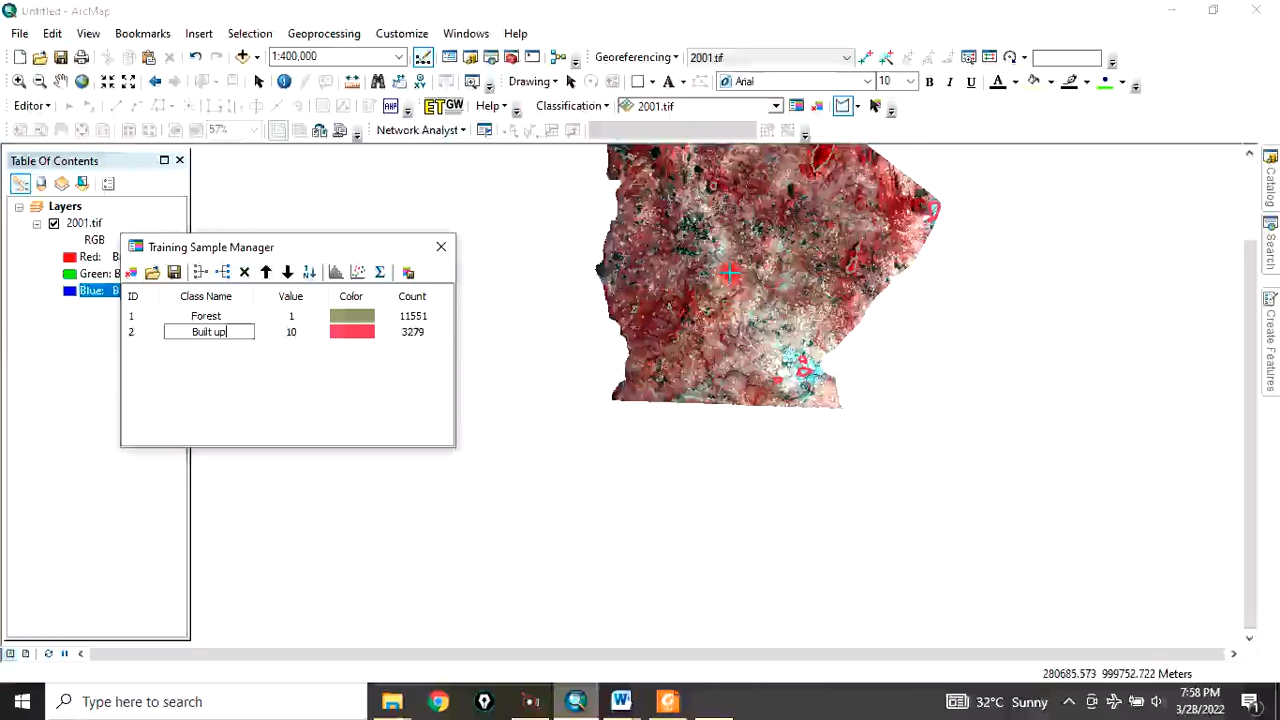 Untitled - ArcMap
File Edit View Bookmarks Insert Selection Geoprocessing Customize Windows Help
1:400,000 Georeferencing 2001.tif
Drawing Arial 10 B I U A
Editor ETGW Help Classification 2001.tif
57% Network Analyst
Table Of Contents
Layers
2001.tif
RGB
Red: B
Green: B
Blue: B
Training Sample Manager
ID Class Name Value Color Count
1 Forest 1 11551
2 Built up 10 3279
Catalog
Search
Create Features
280685.573 999752.722 Meters
Type here to search
32°C Sunny
7:58 PM
3/28/2022
1